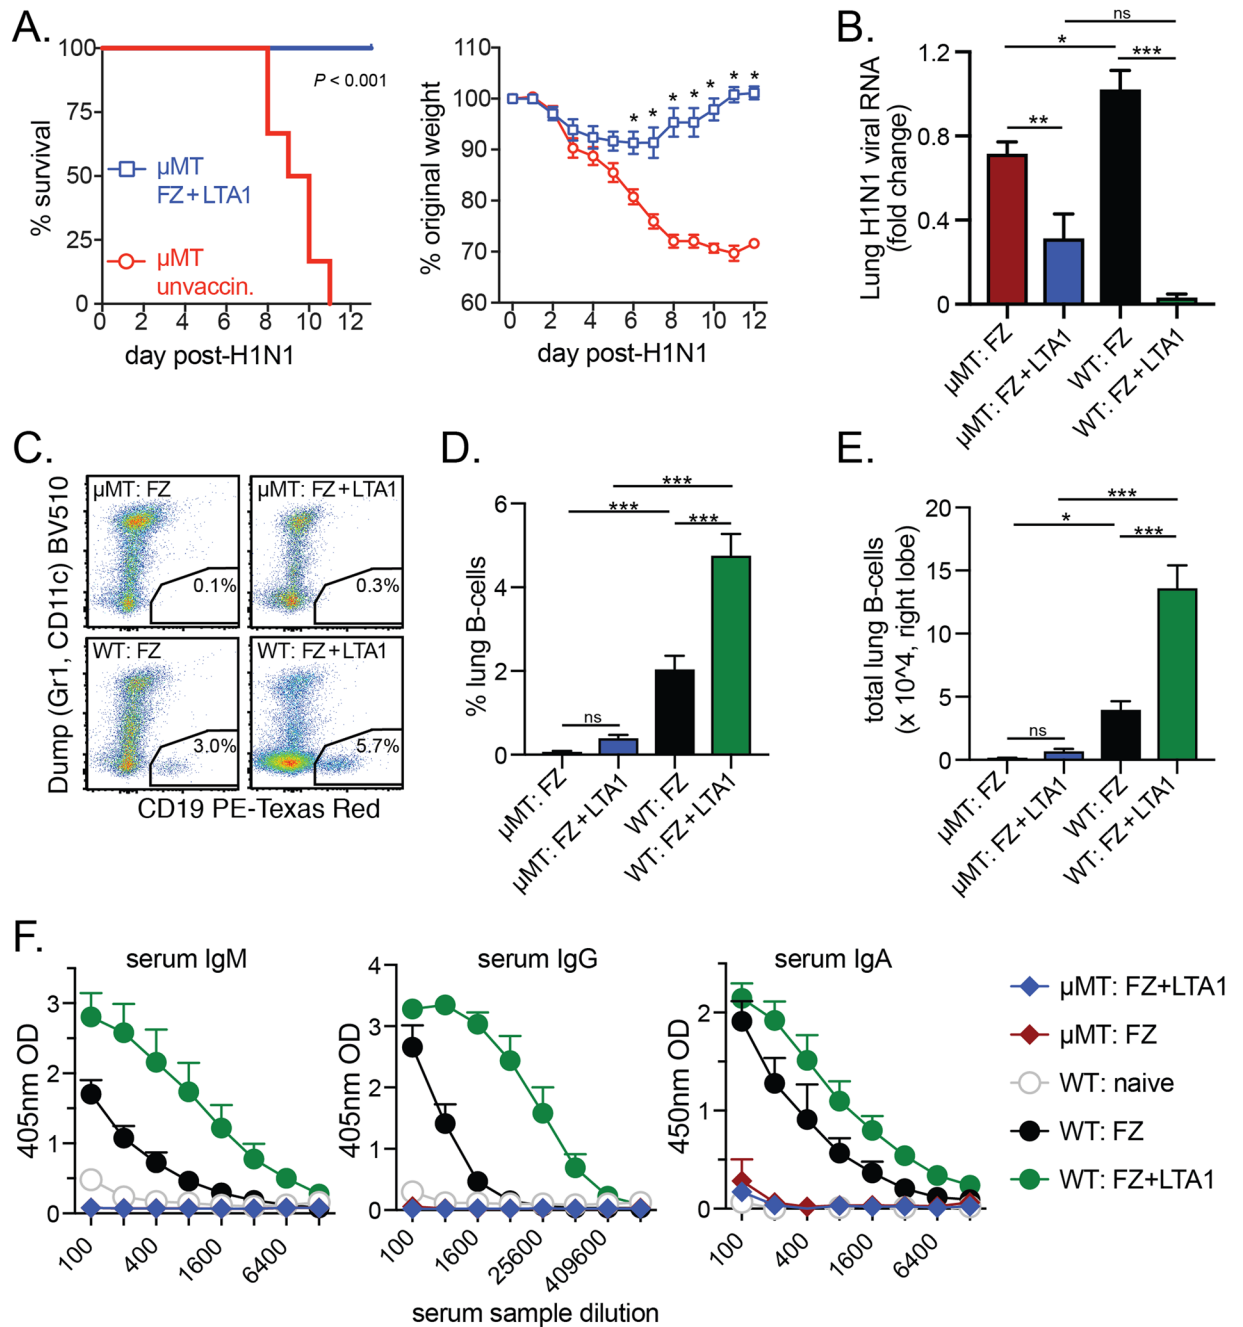 A.
100
75
50
25
0
% survival
P < 0.001
µMT
FZ+LTA1
µMT
unvaccin.
0 2 4 6 8 10 12
day post-H1N1
110
100
90
80
70
60
% original weight
* * * * * * *
0 2 4 6 8 10 12
day post-H1N1
B.
ns
* ***
**
1.2
0.8
0.4
0
Lung H1N1 viral RNA
(fold change)
µMT: FZ
µMT: FZ+LTA1
WT: FZ
WT: FZ+LTA1
C.
Dump (Gr1, CD11c) BV510
µMT: FZ
0.1%
µMT: FZ+LTA1
0.3%
WT: FZ
3.0%
WT: FZ+LTA1
5.7%
CD19 PE-Texas Red
D.
***
***
***
ns
6
4
2
0
% lung B-cells
µMT: FZ
µMT: FZ+LTA1
WT: FZ
WT: FZ+LTA1
E.
***
*
***
ns
20
15
10
5
0
total lung B-cells
(x 10^4, right lobe)
µMT: FZ
µMT: FZ+LTA1
WT: FZ
WT: FZ+LTA1
F.
serum IgM
3
2
1
0
405nm OD
100 400 1600 6400
serum IgG
4
3
2
1
0
405nm OD
100 1600 25600 409600
serum IgA
2
1
0
450nm OD
100 400 1600 6400
serum sample dilution
µMT: FZ+LTA1
µMT: FZ
WT: naive
WT: FZ
WT: FZ+LTA1